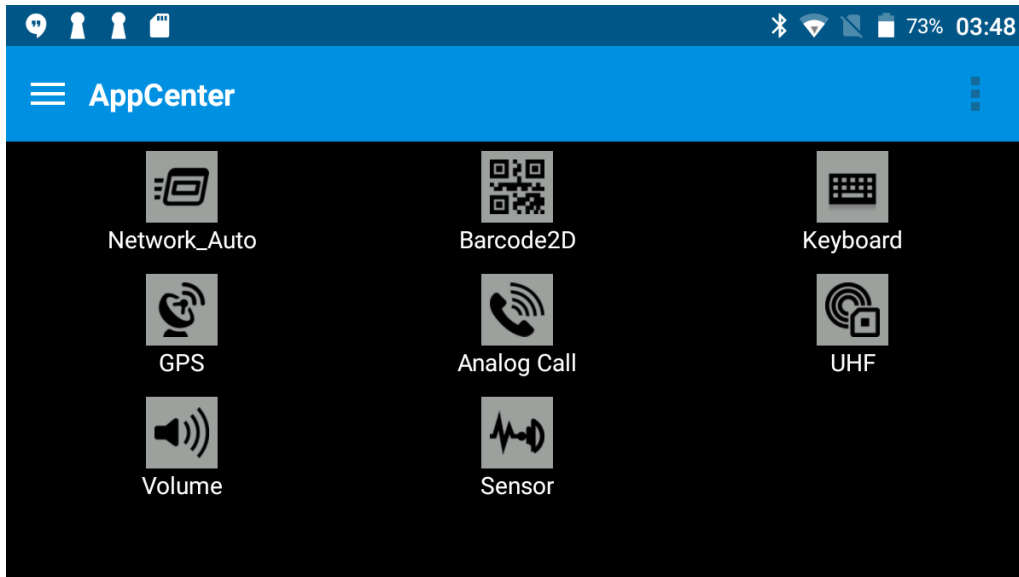 73% 03:48
AppCenter
Network_Auto Barcode2D Keyboard
GPS Analog Call UHF
Volume Sensor